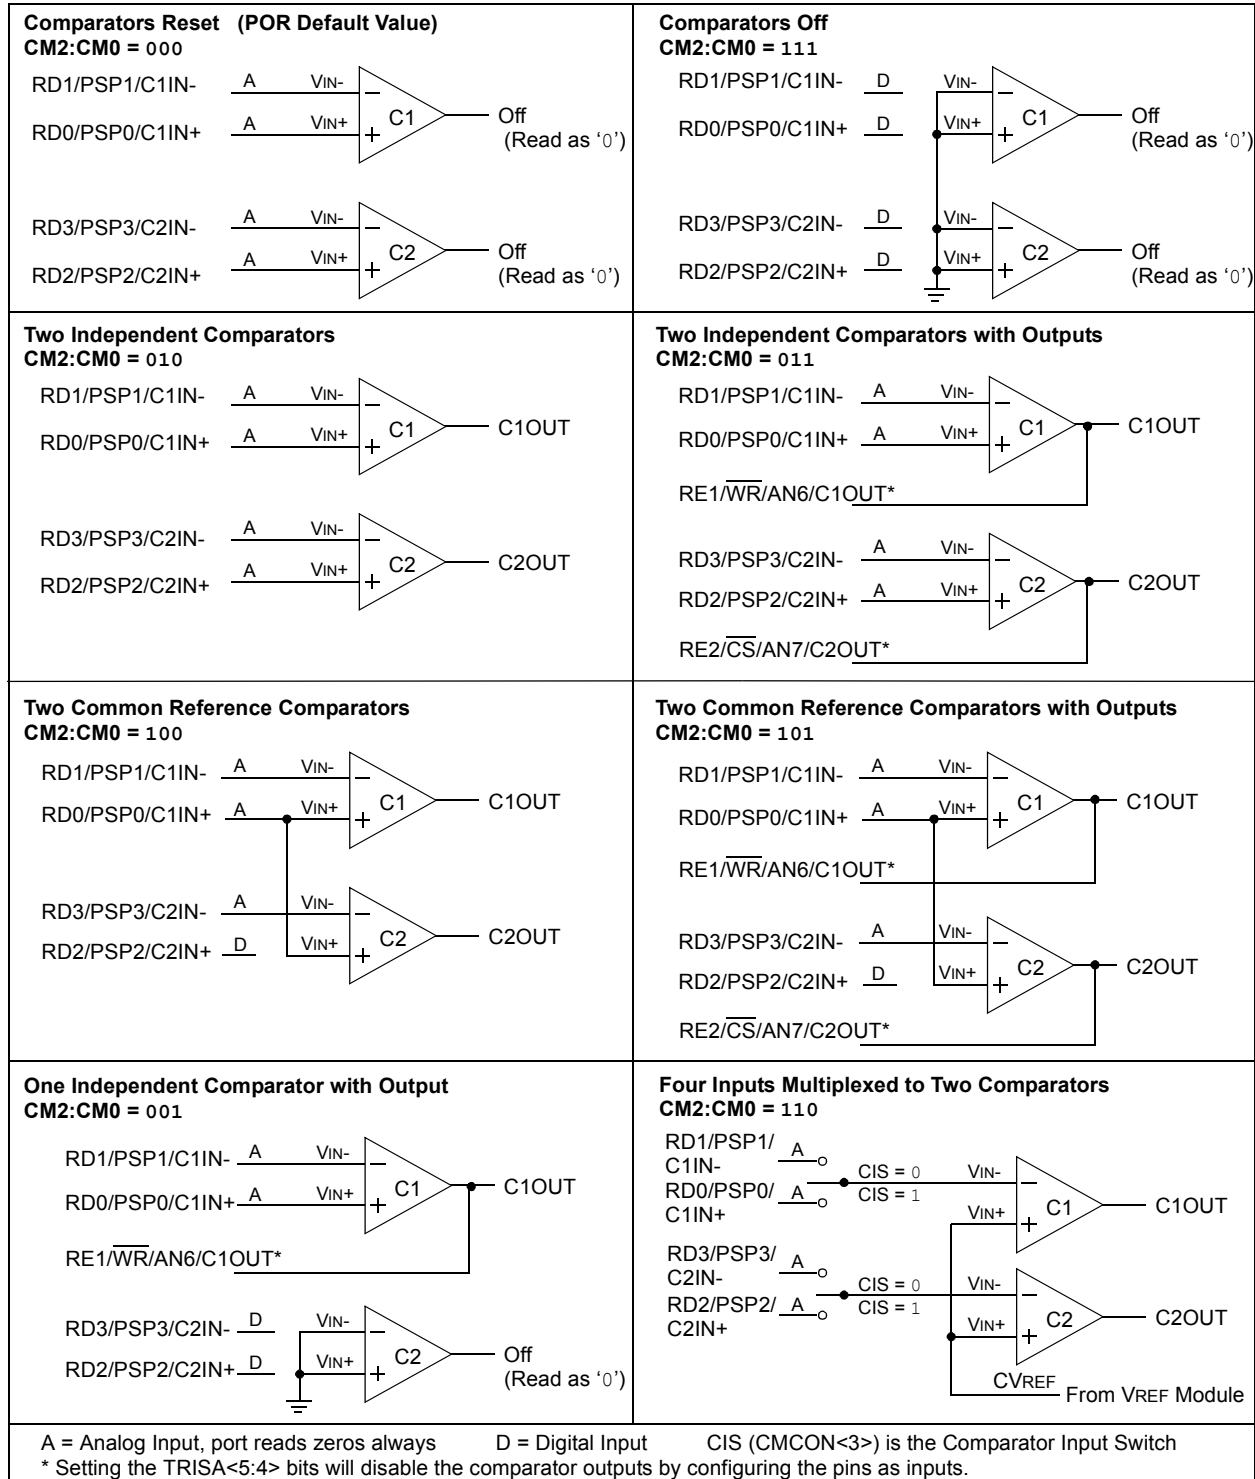 Comparators Reset (POR Default Value)
CM2:CM0 = 000
RD1/PSP1/C1IN- A VIN-
RD0/PSP0/C1IN+ A VIN+
C1
Off
(Read as ‘0’)
RD3/PSP3/C2IN- A VIN-
RD2/PSP2/C2IN+ A VIN+
C2
Off
(Read as ‘0’)
Comparators Off
CM2:CM0 = 111
RD1/PSP1/C1IN- D VIN-
RD0/PSP0/C1IN+ D VIN+
C1
Off
(Read as ‘0’)
RD3/PSP3/C2IN- D VIN-
RD2/PSP2/C2IN+ D VIN+
C2
Off
(Read as ‘0’)
Two Independent Comparators
CM2:CM0 = 010
RD1/PSP1/C1IN- A VIN-
RD0/PSP0/C1IN+ A VIN+
C1
C1OUT
RD3/PSP3/C2IN- A VIN-
RD2/PSP2/C2IN+ A VIN+
C2
C2OUT
Two Independent Comparators with Outputs
CM2:CM0 = 011
RD1/PSP1/C1IN- A VIN-
RD0/PSP0/C1IN+ A VIN+
C1
C1OUT
RE1/WR/AN6/C1OUT*
RD3/PSP3/C2IN- A VIN-
RD2/PSP2/C2IN+ A VIN+
C2
C2OUT
RE2/CS/AN7/C2OUT*
Two Common Reference Comparators
CM2:CM0 = 100
RD1/PSP1/C1IN- A VIN-
RD0/PSP0/C1IN+ A VIN+
C1
C1OUT
RD3/PSP3/C2IN- A VIN-
RD2/PSP2/C2IN+ D VIN+
C2
C2OUT
Two Common Reference Comparators with Outputs
CM2:CM0 = 101
RD1/PSP1/C1IN- A VIN-
RD0/PSP0/C1IN+ A VIN+
C1
C1OUT
RE1/WR/AN6/C1OUT*
RD3/PSP3/C2IN- A VIN-
RD2/PSP2/C2IN+ D VIN+
C2
C2OUT
RE2/CS/AN7/C2OUT*
One Independent Comparator with Output
CM2:CM0 = 001
RD1/PSP1/C1IN- A VIN-
RD0/PSP0/C1IN+ A VIN+
C1
C1OUT
RE1/WR/AN6/C1OUT*
RD3/PSP3/C2IN- D VIN-
RD2/PSP2/C2IN+ D VIN+
C2
Off
(Read as ‘0’)
Four Inputs Multiplexed to Two Comparators
CM2:CM0 = 110
RD1/PSP1/
C1IN- A
RD0/PSP0/
C1IN+ A
CIS = 0 VIN-
CIS = 1
VIN+
C1
C1OUT
RD3/PSP3/
C2IN- A
RD2/PSP2/
C2IN+ A
CIS = 0 VIN-
CIS = 1
VIN+
C2
C2OUT
CVREF
From VREF Module
A = Analog Input, port reads zeros always D = Digital Input CIS (CMCON<3>) is the Comparator Input Switch
* Setting the TRISA<5:4> bits will disable the comparator outputs by configuring the pins as inputs.